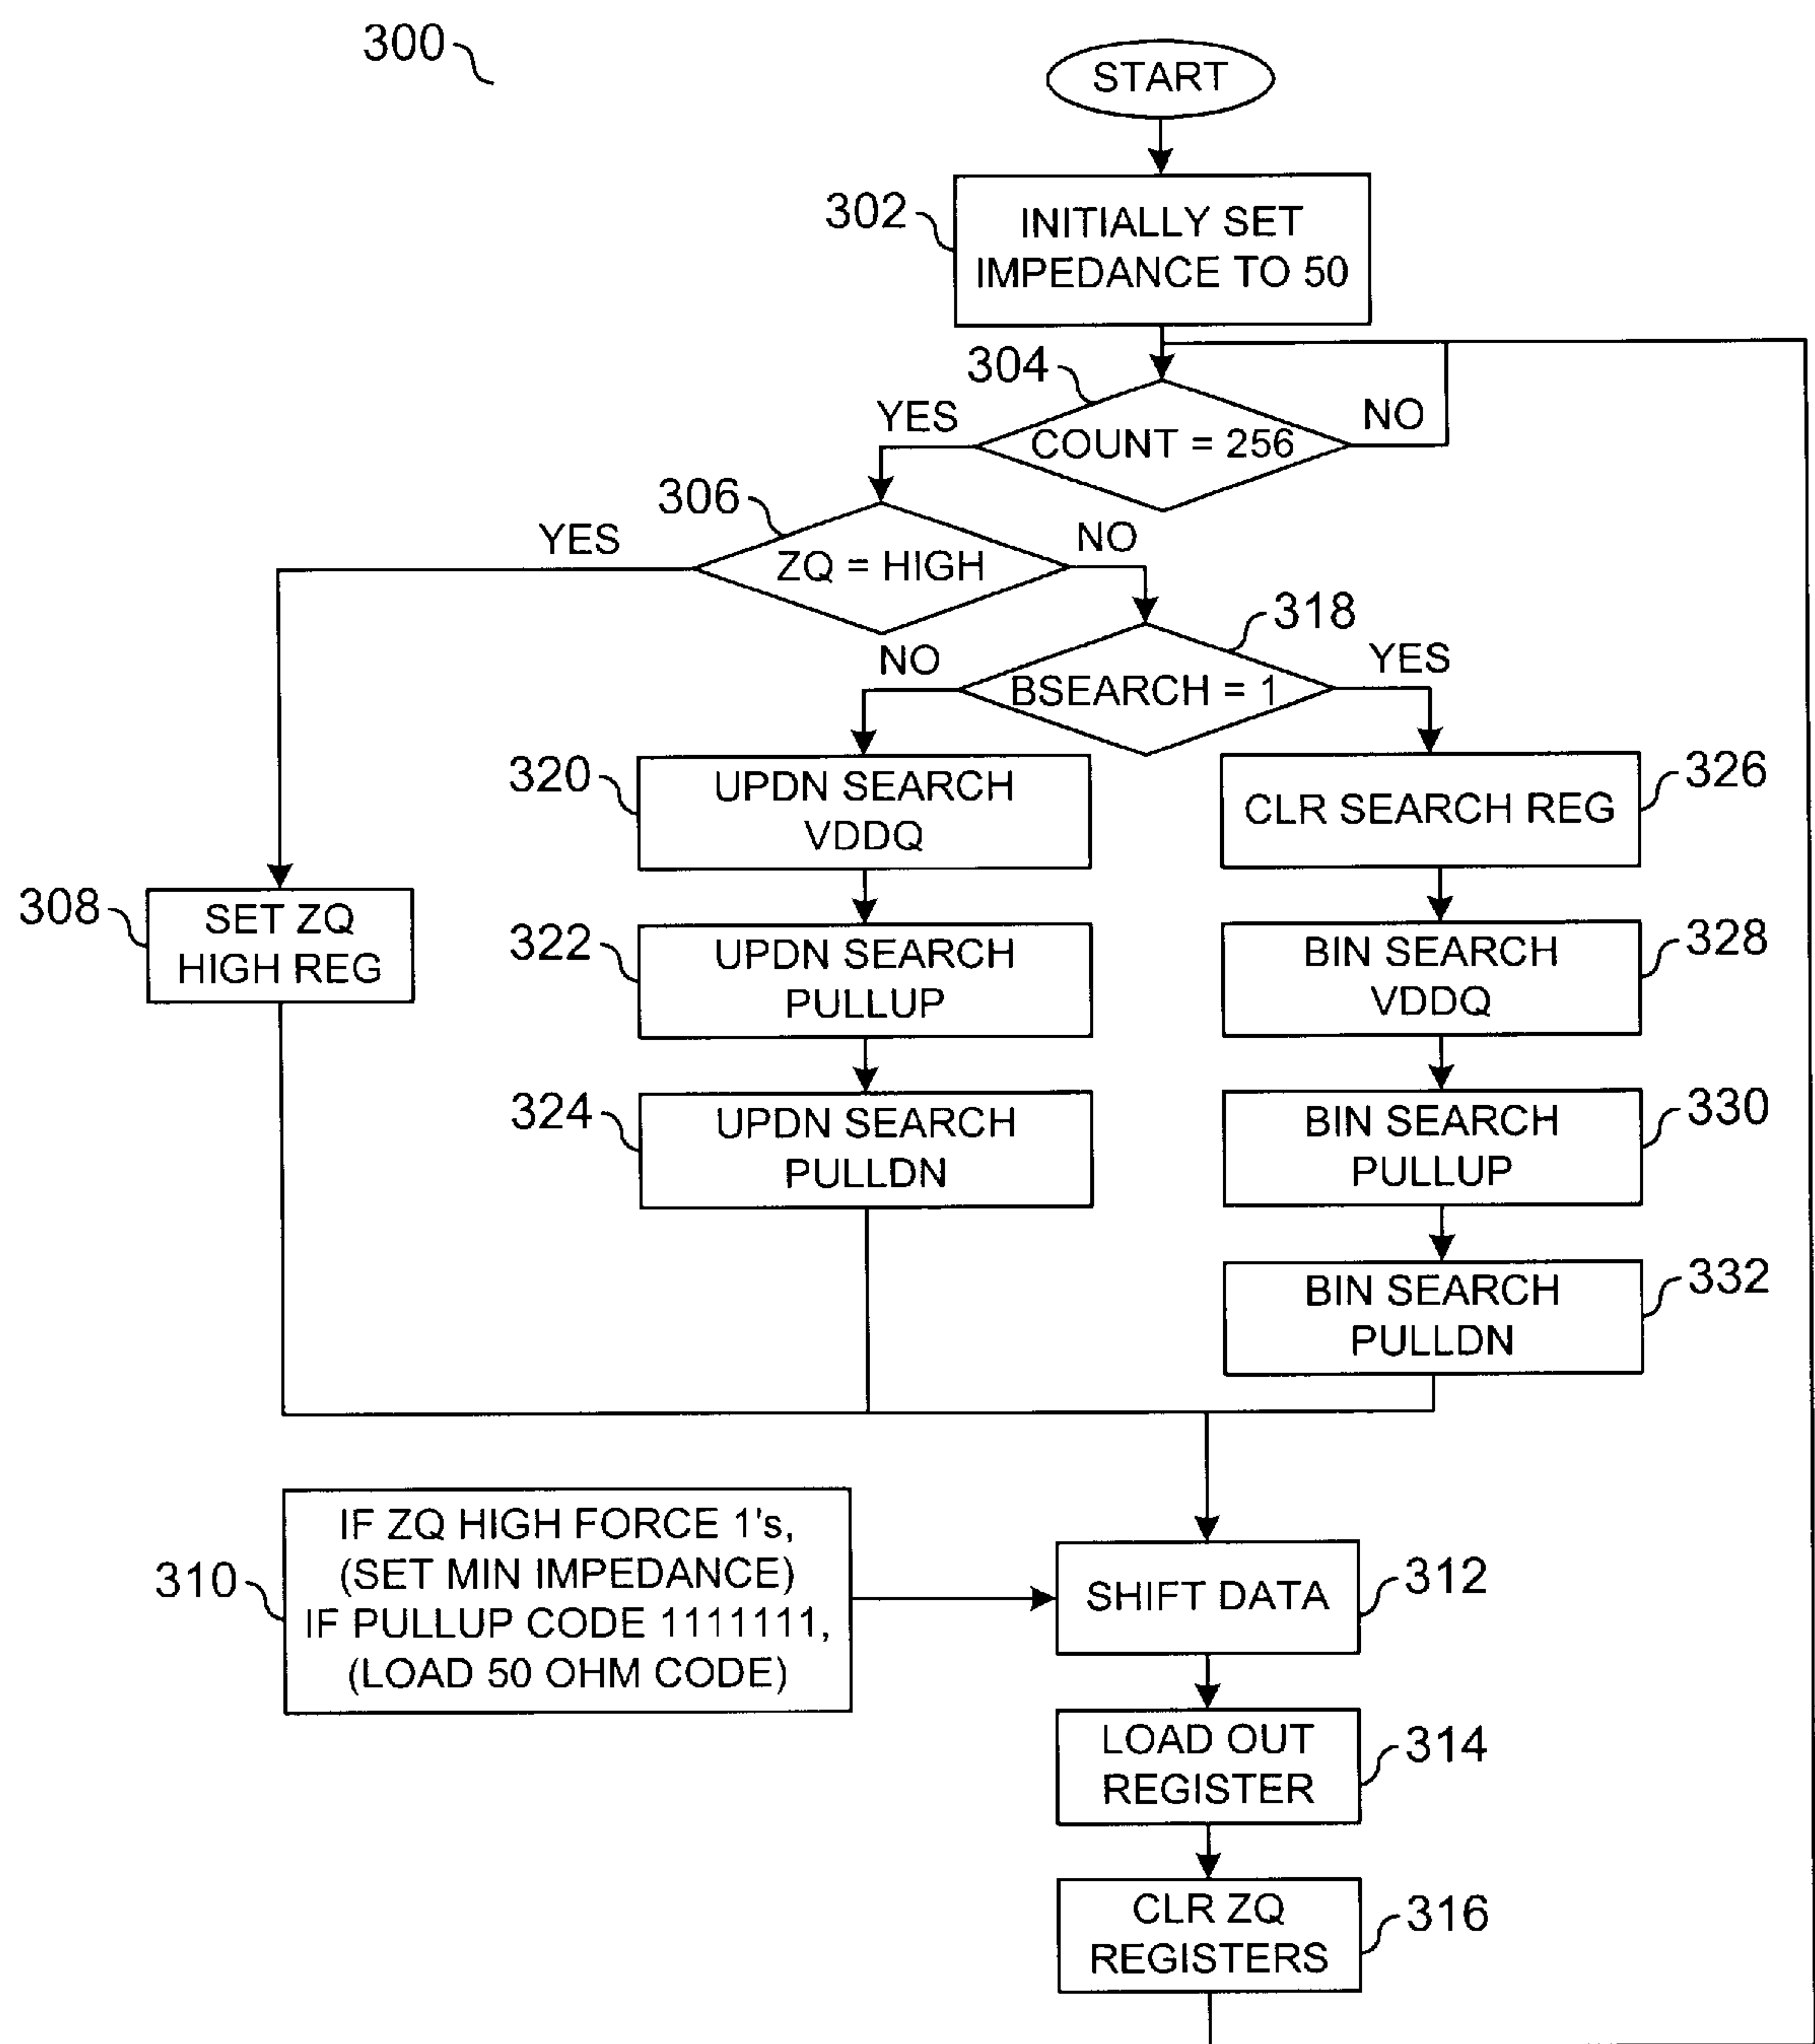 300
START
302
INITIALLY SET
IMPEDANCE TO 50
304
YES
COUNT = 256
NO
306
YES
ZQ = HIGH
NO
318
NO
BSEARCH = 1
YES
320
UPDN SEARCH
VDDQ
CLR SEARCH REG
326
308
SET ZQ
HIGH REG
322
UPDN SEARCH
PULLUP
BIN SEARCH
VDDQ
328
324
UPDN SEARCH
PULLDN
BIN SEARCH
PULLUP
330
BIN SEARCH
PULLDN
332
310
IF ZQ HIGH FORCE 1's,
(SET MIN IMPEDANCE)
IF PULLUP CODE 1111111,
(LOAD 50 OHM CODE)
SHIFT DATA
312
LOAD OUT
REGISTER
314
CLR ZQ
REGISTERS
316